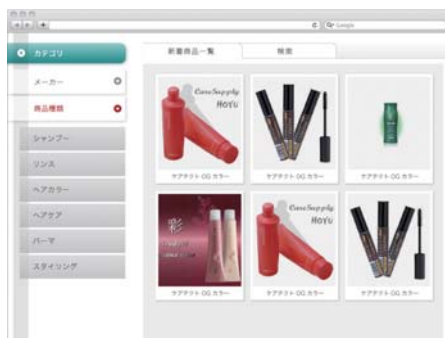 Google
カテゴリ
新着商品一覧
検索
メーカー
商品種類
シャンプー
リンス
ヘアカラー
ヘアケア
パーマ
スタイリング
CareSupply
HOYU
ケアテクト OG カラー
ケアテクト OG カラー
ケアテクト OG カラー
彩
CareSupply
HOYU
ケアテクト OG カラー
ケアテクト OG カラー
ケアテクト OG カラー